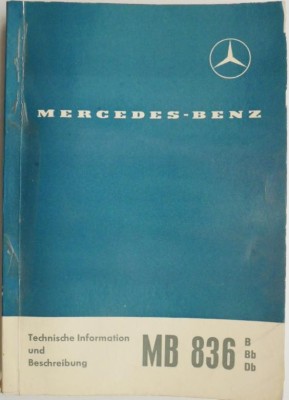 MERCEDES-BENZ
Technische Information
und
Beschreibung
MB 836
B
Bb
Db